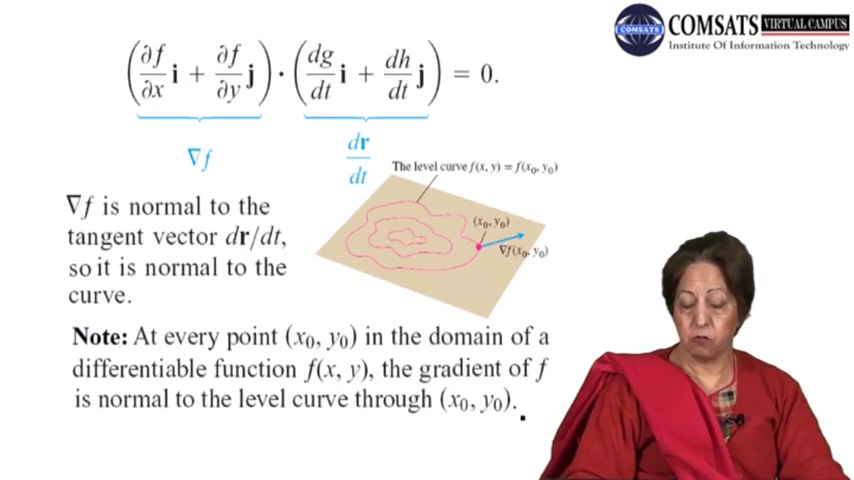 COMSATS VIRTUAL CAMPUS
COMSATS
Institute Of Information Technology
(∂f/∂x i + ∂f/∂y j) · (dg/dt i + dh/dt j) = 0.
∇f
dr/dt
The level curve f(x, y) = f(x₀, y₀)
(x₀, y₀)
∇f(x₀, y₀)
∇f is normal to the
tangent vector dr/dt,
so it is normal to the
curve.
Note: At every point (x₀, y₀) in the domain of a
differentiable function f(x, y), the gradient of f
is normal to the level curve through (x₀, y₀).